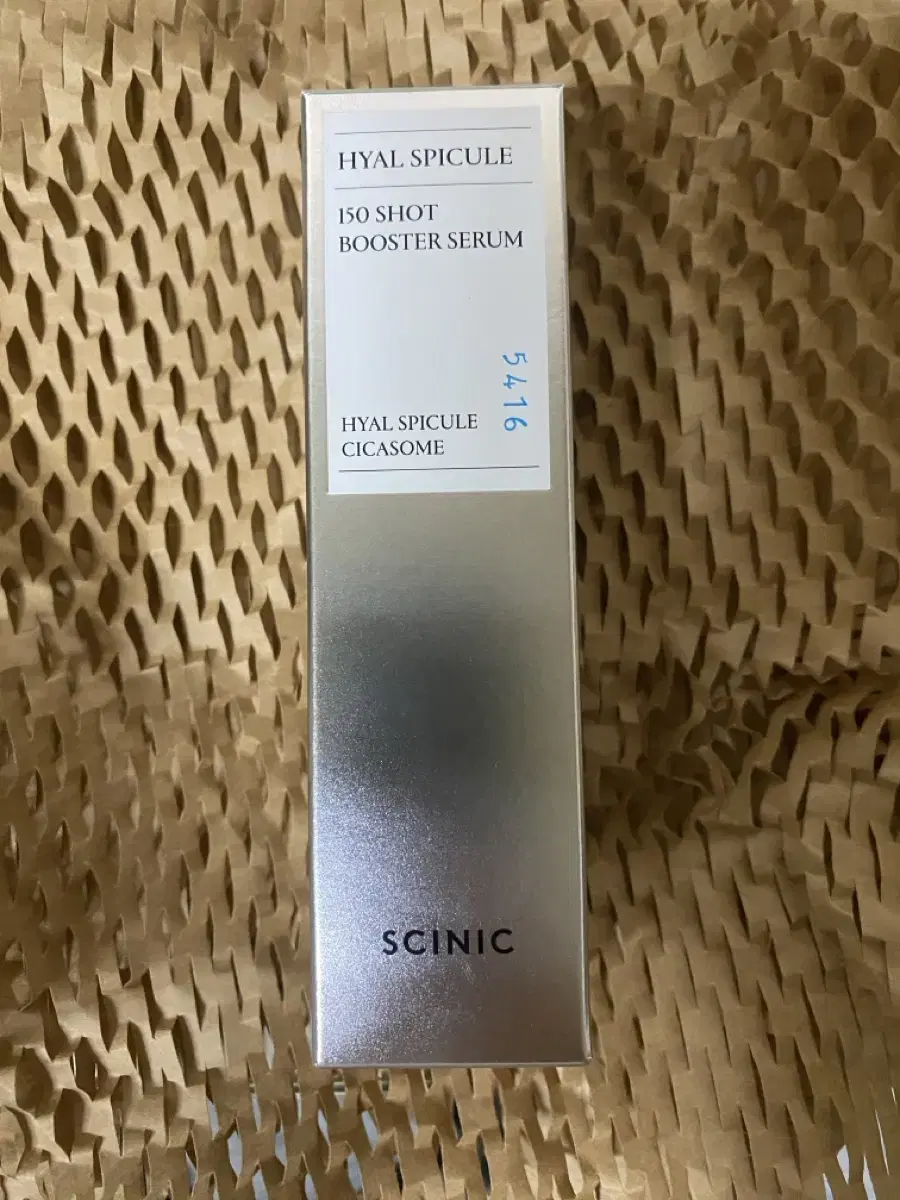 HYAL SPICULE
150 SHOT
BOOSTER SERUM
5416
HYAL SPICULE
CICASOME
SCINIC